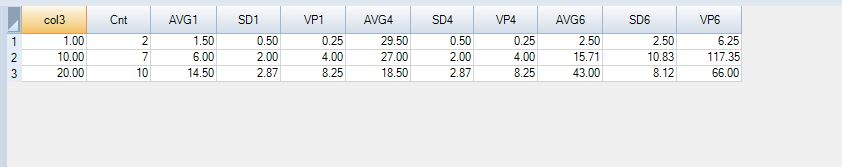 col3 Cnt AVG1 SD1 VP1 AVG4 SD4 VP4 AVG6 SD6 VP6
1 1.00 2 1.50 0.50 0.25 29.50 0.50 0.25 2.50 2.50 6.25
2 10.00 7 6.00 2.00 4.00 27.00 2.00 4.00 15.71 10.83 117.35
3 20.00 10 14.50 2.87 8.25 18.50 2.87 8.25 43.00 8.12 66.00